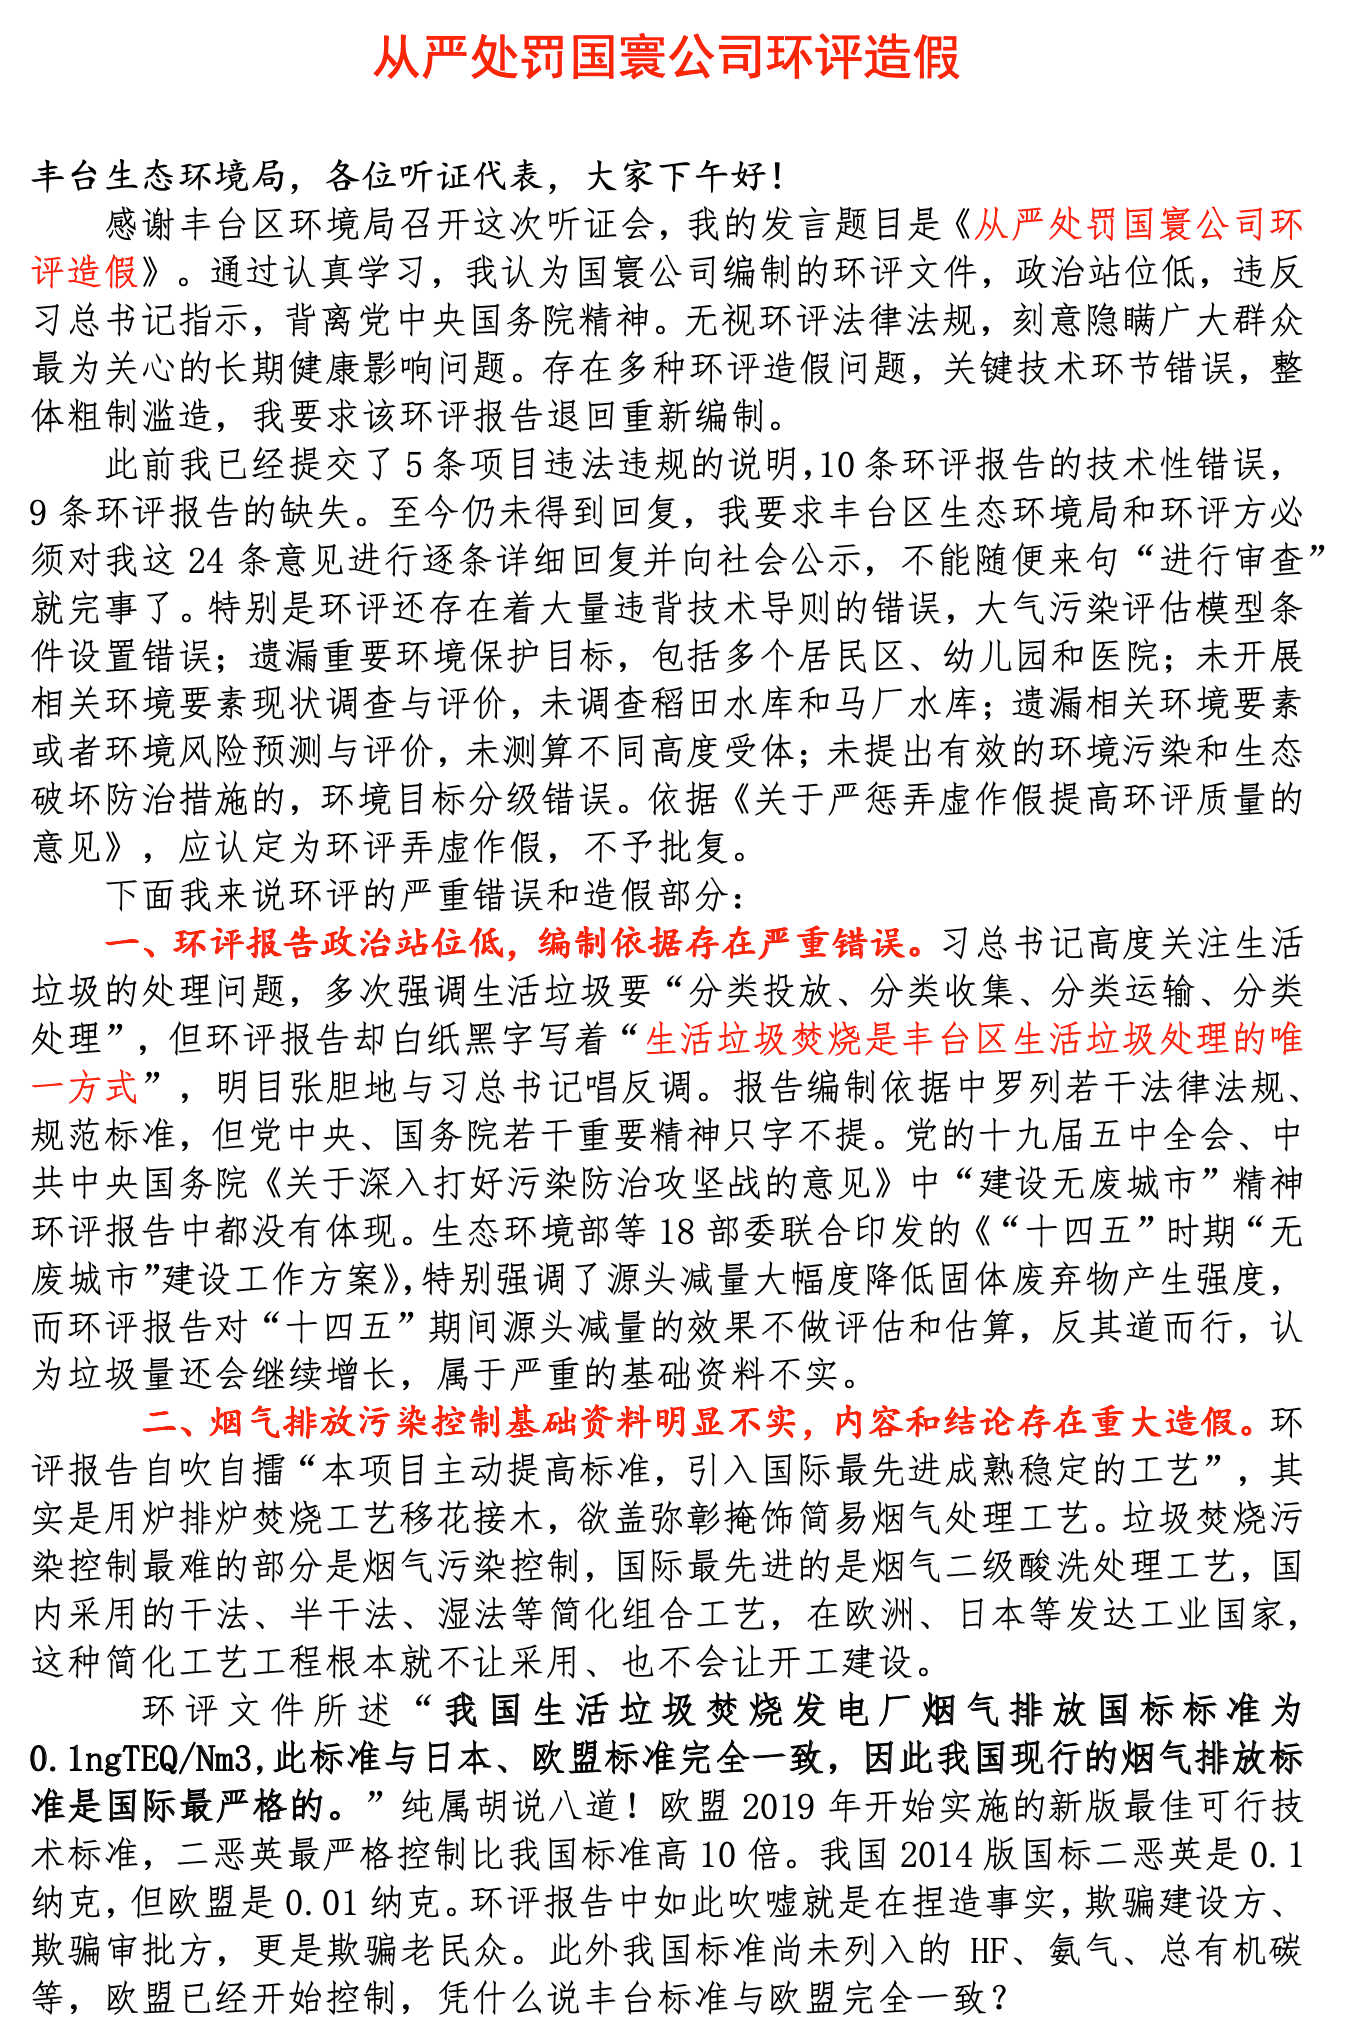 从严处罚国寰公司环评造假
丰台生态环境局，各位听证代表，大家下午好！
感谢丰台区环境局召开这次听证会，我的发言题目是《从严处罚国寰公司环
评造假》。通过认真学习，我认为国寰公司编制的环评文件，政治站位低，违反
习总书记指示，背离党中央国务院精神。无视环评法律法规，刻意隐瞒广大群众
最为关心的长期健康影响问题。存在多种环评造假问题，关键技术环节错误，整
体粗制滥造，我要求该环评报告退回重新编制。
此前我已经提交了 5 条项目违法违规的说明，10 条环评报告的技术性错误，
9 条环评报告的缺失。至今仍未得到回复，我要求丰台区生态环境局和环评方必
须对我这 24 条意见进行逐条详细回复并向社会公示，不能随便来句“进行审查”
就完事了。特别是环评还存在着大量违背技术导则的错误，大气污染评估模型条
件设置错误；遗漏重要环境保护目标，包括多个居民区、幼儿园和医院；未开展
相关环境要素现状调查与评价，未调查稻田水库和马厂水库；遗漏相关环境要素
或者环境风险预测与评价，未测算不同高度受体；未提出有效的环境污染和生态
破坏防治措施的，环境目标分级错误。依据《关于严惩弄虚作假提高环评质量的
意见》，应认定为环评弄虚作假，不予批复。
下面我来说环评的严重错误和造假部分：
一、环评报告政治站位低，编制依据存在严重错误。习总书记高度关注生活
垃圾的处理问题，多次强调生活垃圾要“分类投放、分类收集、分类运输、分类
处理”，但环评报告却白纸黑字写着“生活垃圾焚烧是丰台区生活垃圾处理的唯
一方式”，明目张胆地与习总书记唱反调。报告编制依据中罗列若干法律法规、
规范标准，但党中央、国务院若干重要精神只字不提。党的十九届五中全会、中
共中央国务院《关于深入打好污染防治攻坚战的意见》中“建设无废城市”精神
环评报告中都没有体现。生态环境部等 18 部委联合印发的《“十四五”时期“无
废城市”建设工作方案》，特别强调了源头减量大幅度降低固体废弃物产生强度，
而环评报告对“十四五”期间源头减量的效果不做评估和估算，反其道而行，认
为垃圾量还会继续增长，属于严重的基础资料不实。
二、烟气排放污染控制基础资料明显不实，内容和结论存在重大造假。环
评报告自吹自擂“本项目主动提高标准，引入国际最先进成熟稳定的工艺”，其
实是用炉排炉焚烧工艺移花接木，欲盖弥彰掩饰简易烟气处理工艺。垃圾焚烧污
染控制最难的部分是烟气污染控制，国际最先进的是烟气二级酸洗处理工艺，国
内采用的干法、半干法、湿法等简化组合工艺，在欧洲、日本等发达工业国家，
这种简化工艺工程根本就不让采用、也不会让开工建设。
环评文件所述“我国生活垃圾焚烧发电厂烟气排放国标标准为
0.1ngTEQ/Nm3,此标准与日本、欧盟标准完全一致，因此我国现行的烟气排放标
准是国际最严格的。”纯属胡说八道！欧盟 2019 年开始实施的新版最佳可行技
术标准，二恶英最严格控制比我国标准高 10 倍。我国 2014 版国标二恶英是 0.1
纳克，但欧盟是 0.01 纳克。环评报告中如此吹嘘就是在捏造事实，欺骗建设方、
欺骗审批方，更是欺骗老民众。此外我国标准尚未列入的 HF、氨气、总有机碳
等，欧盟已经开始控制，凭什么说丰台标准与欧盟完全一致？